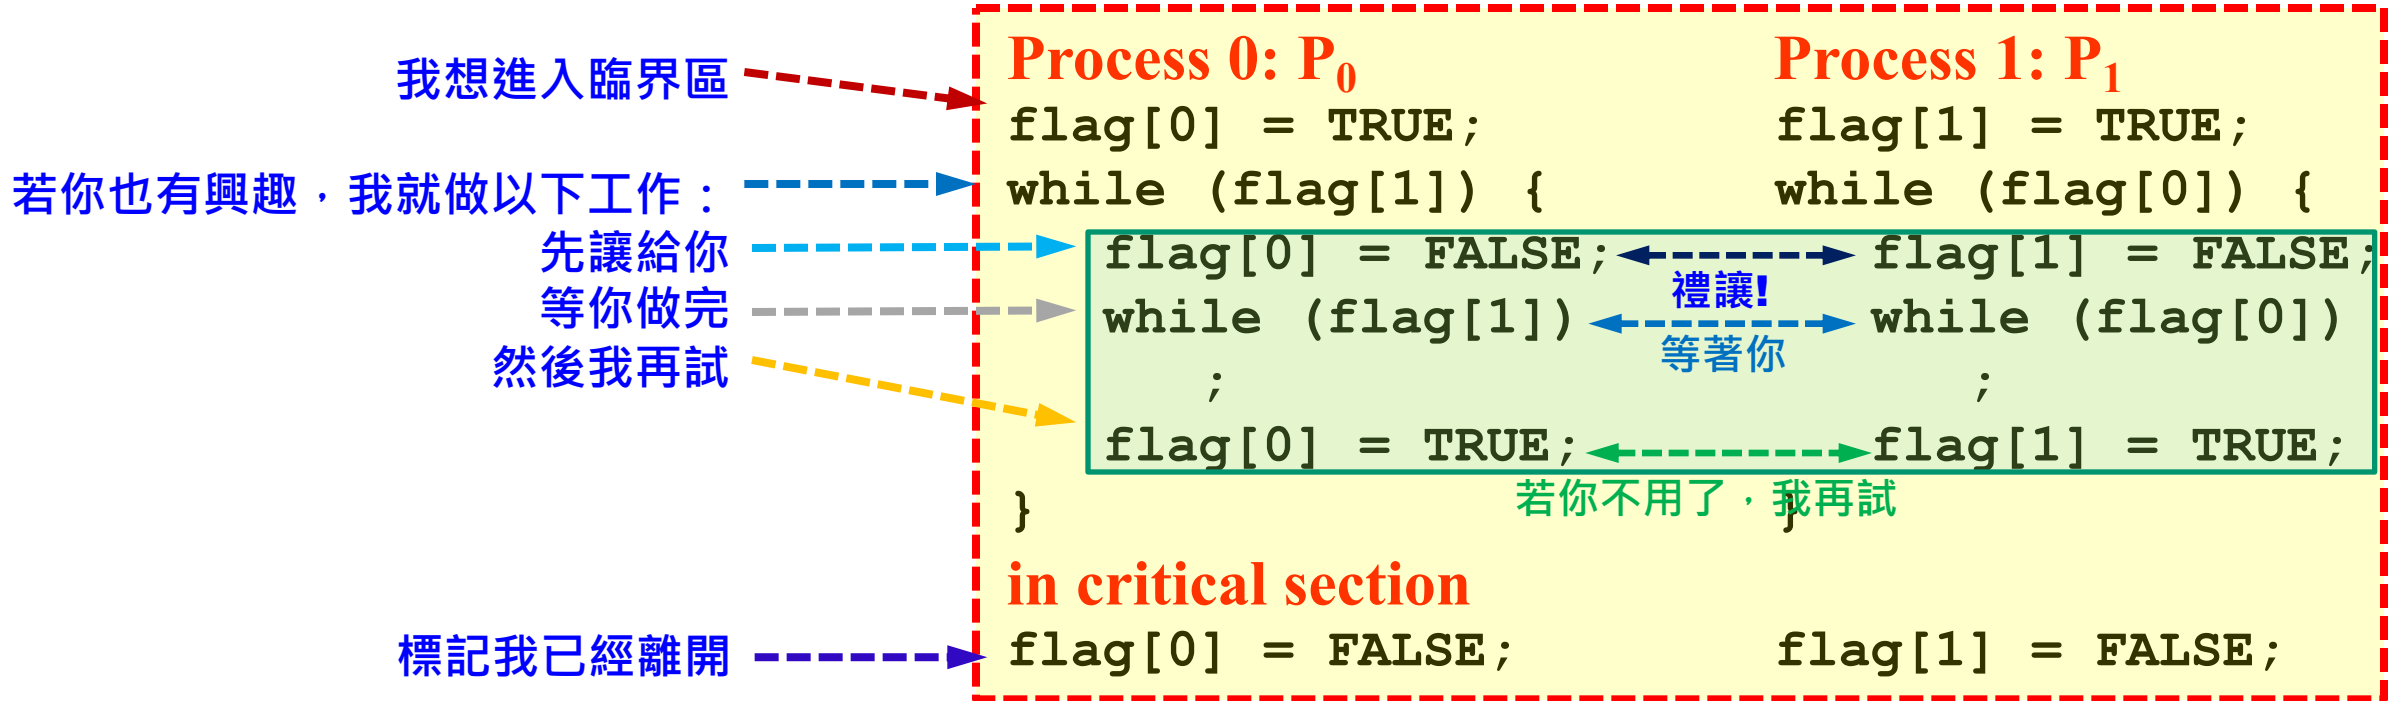 我想進入臨界區
若你也有興趣，我就做以下工作：
先讓給你
等你做完
然後我再試
標記我已經離開
Process 0: P0
flag[0] = TRUE;
while (flag[1]) {
flag[0] = FALSE;
while (flag[1])
;
flag[0] = TRUE;
}
in critical section
flag[0] = FALSE;
禮讓!
等著你
若你不用了，我再試
Process 1: P1
flag[1] = TRUE;
while (flag[0]) {
flag[1] = FALSE;
while (flag[0])
;
flag[1] = TRUE;
}
flag[1] = FALSE;